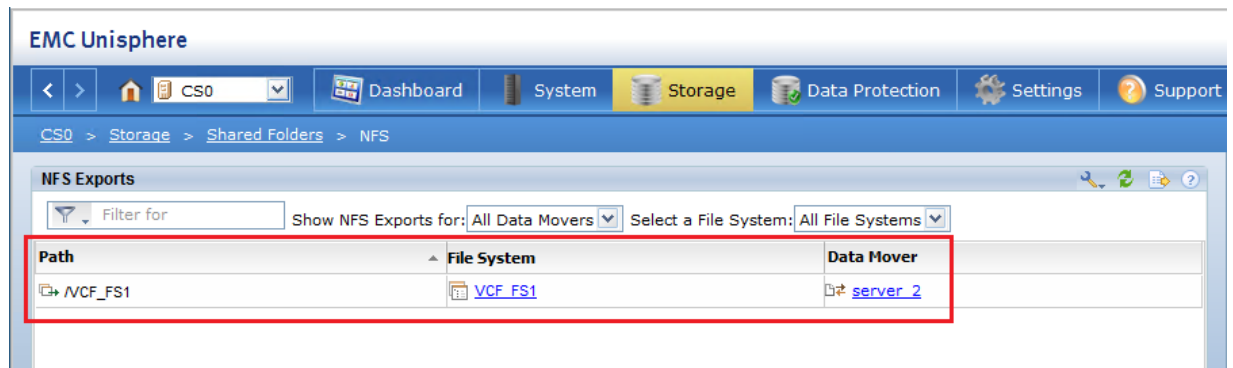 EMC Unisphere
< > CS0 Dashboard System Storage Data Protection Settings Support
CS0 > Storage > Shared Folders > NFS
NFS Exports
Filter for Show NFS Exports for: All Data Movers Select a File System: All File Systems
Path File System Data Mover
/VCF_FS1 VCF_FS1 server_2